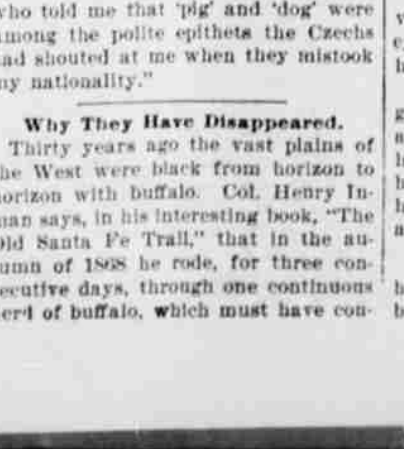 who told me that 'pig' and 'dog' were
among the polite epithets the Czechs
had shouted at me when they mistook
my nationality."
Why They Have Disappeared.
Thirty years ago the vast plains of
the West were black from horizon to
horizon with buffalo. Col. Henry In-
man says, in his interesting book, "The
Old Santa Fe Trail," that in the au-
tumn of 1868 he rode, for three con-
secutive days, through one continuous
herd of buffalo, which must have con-